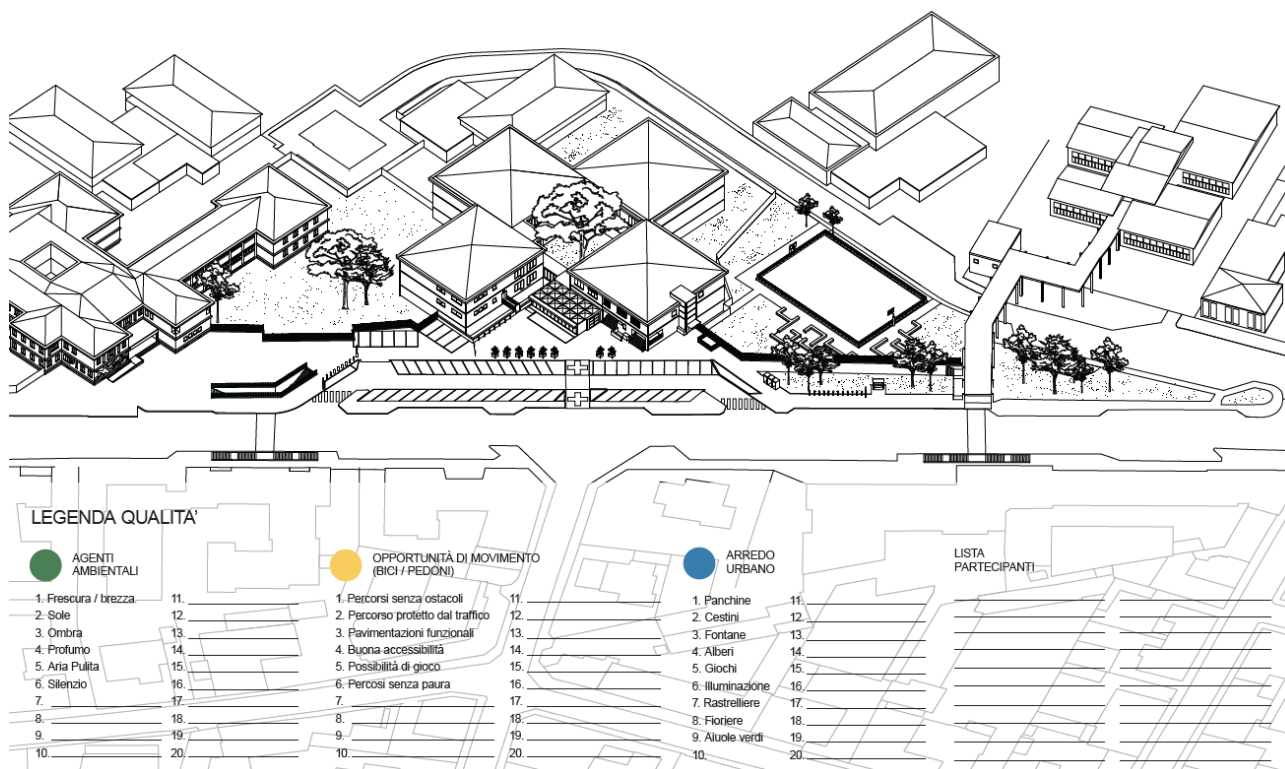 LEGENDA QUALITA'
AGENTI
AMBIENTALI
1. Frescura / brezza
2. Sole
3. Ombra
4. Profumo
5. Aria Pulita
6. Silenzio
7.
8.
9.
10.
11.
12.
13.
14.
15.
16.
17.
18.
19.
20.
OPPORTUNITÀ DI MOVIMENTO
(BICI / PEDONI)
1. Percorsi senza ostacoli
2. Percorso protetto dal traffico
3. Pavimentazioni funzionali
4. Buona accessibilità
5. Possibilità di gioco
6. Percosi senza paura
7.
8.
9.
10.
11.
12.
13.
14.
15.
16.
17.
18.
19.
20.
ARREDO
URBANO
1. Panchine
2. Cestini
3. Fontane
4. Alberi
5. Giochi
6. Illuminazione
7. Rastrelliere
8. Fioriere
9. Aiuole verdi
10.
11.
12.
13.
14.
15.
16.
17.
18.
19.
20.
LISTA
PARTECIPANTI